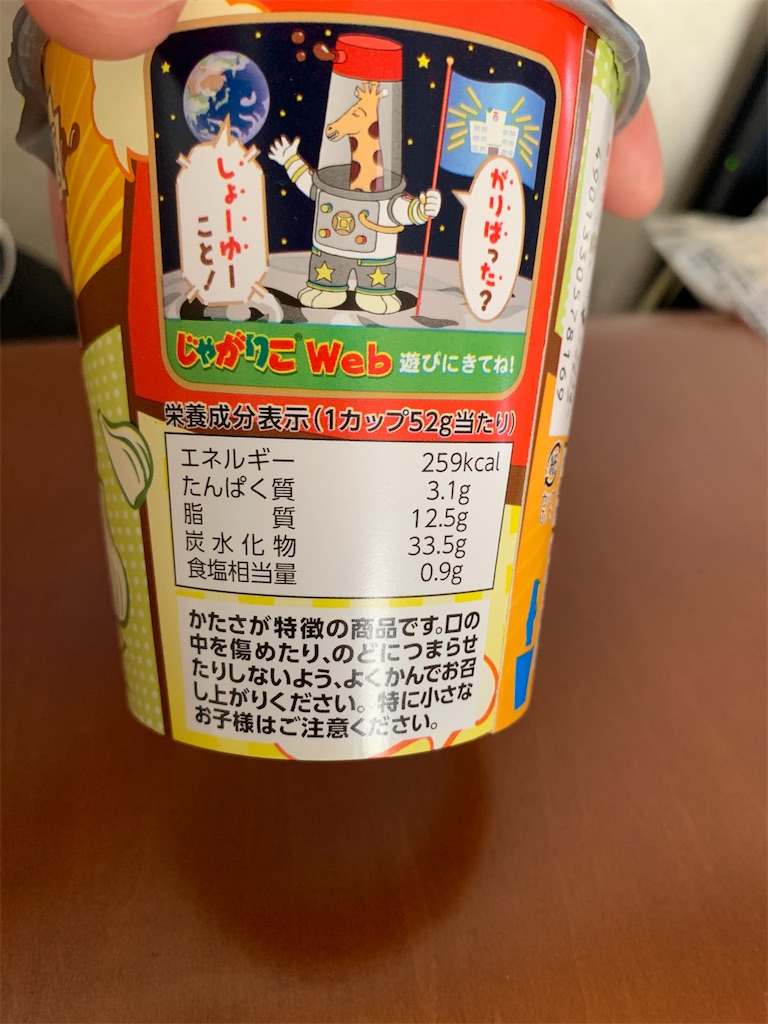 しょーゆー
こと!
がりばった?
じゃがりこ® Web 遊びにきてね!
栄養成分表示(1カップ52g当たり)
エネルギー 259kcal
たんぱく質 3.1g
脂質 12.5g
炭水化物 33.5g
食塩相当量 0.9g
かたさが特徴の商品です。口の
中を傷めたり、のどにつまらせ
たりしないよう、よくかんでお召
し上がりください。特に小さな
お子様はご注意ください。
4901330578169